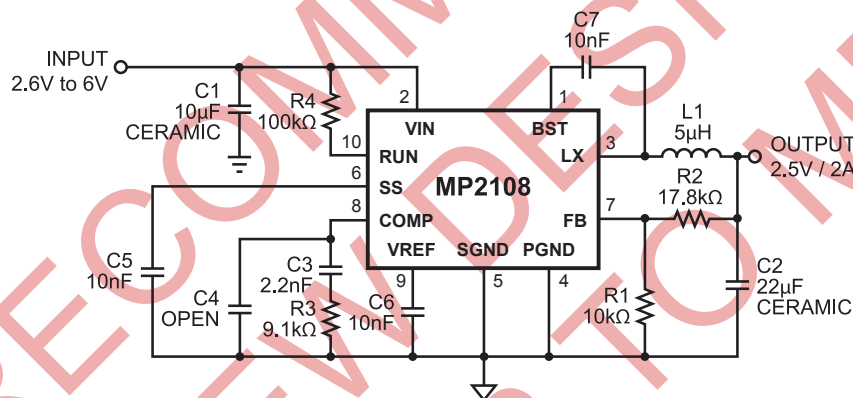 C7
10nF
INPUT
2.6V to 6V
C1
10µF
CERAMIC
R4
100kΩ
2
1
VIN
BST
L1
5µH
10
RUN
LX
3
OUTPUT
2.5V / 2A
6
SS
MP2108
R2
17.8kΩ
8
COMP
FB
7
VREF
SGND
PGND
C5
10nF
C4
OPEN
C3
2.2nF
R3
9.1kΩ
9
C6
10nF
5
4
R1
10kΩ
C2
22µF
CERAMIC